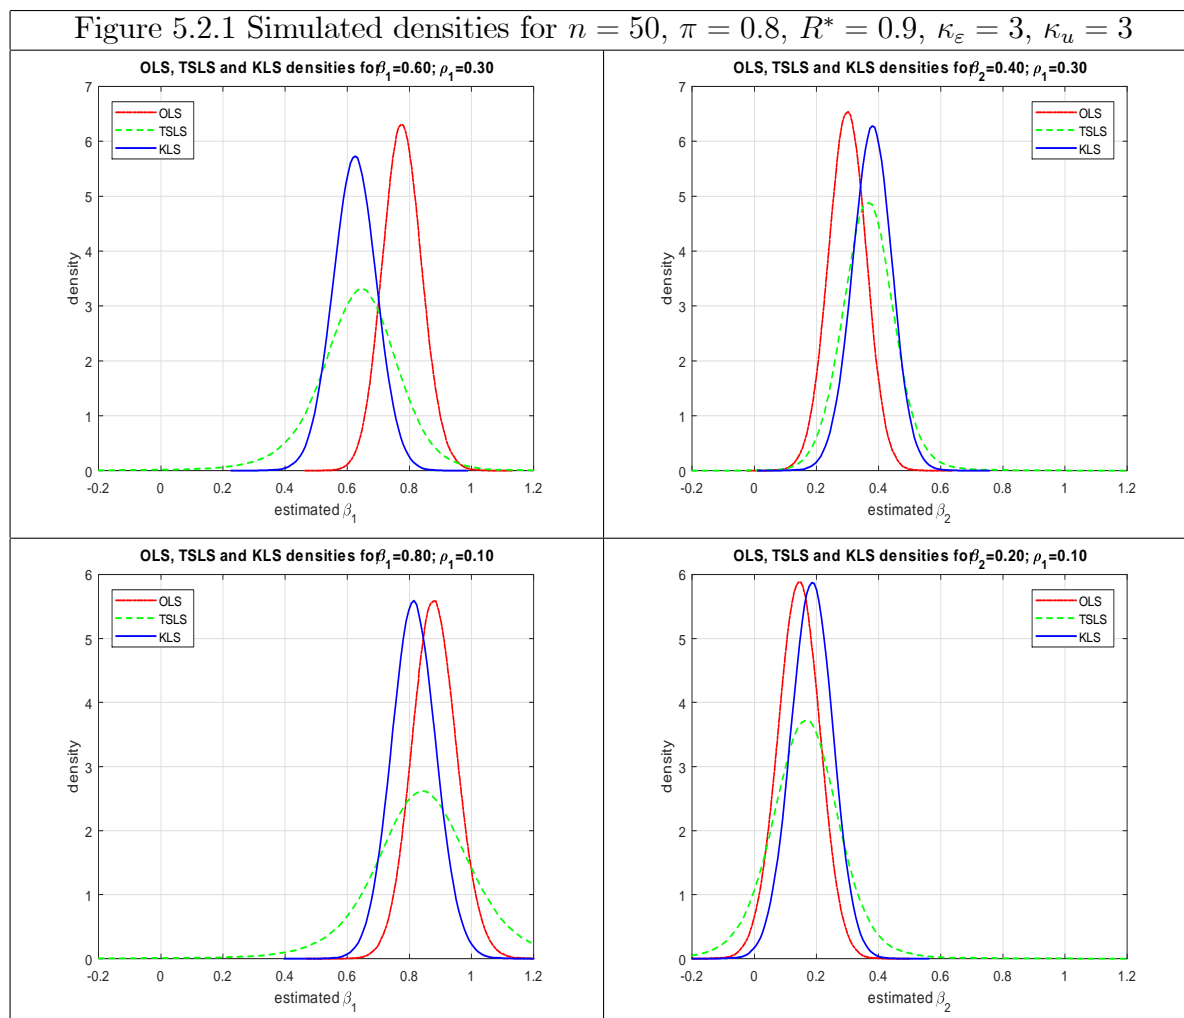 Figure 5.2.1 Simulated densities for n = 50, π = 0.8, R* = 0.9, κ_ε = 3, κ_u = 3
OLS, TSLS and KLS densities for β₁=0.60; ρ₁=0.30
7
6
5
4
3
2
1
0
density
OLS
TSLS
KLS
-0.2 0 0.2 0.4 0.6 0.8 1 1.2
estimated β₁
OLS, TSLS and KLS densities for β₂=0.40; ρ₁=0.30
7
6
5
4
3
2
1
0
density
OLS
TSLS
KLS
-0.2 0 0.2 0.4 0.6 0.8 1 1.2
estimated β₂
OLS, TSLS and KLS densities for β₁=0.80; ρ₁=0.10
6
5
4
3
2
1
0
density
OLS
TSLS
KLS
-0.2 0 0.2 0.4 0.6 0.8 1 1.2
estimated β₁
OLS, TSLS and KLS densities for β₂=0.20; ρ₁=0.10
6
5
4
3
2
1
0
density
OLS
TSLS
KLS
-0.2 0 0.2 0.4 0.6 0.8 1 1.2
estimated β₂